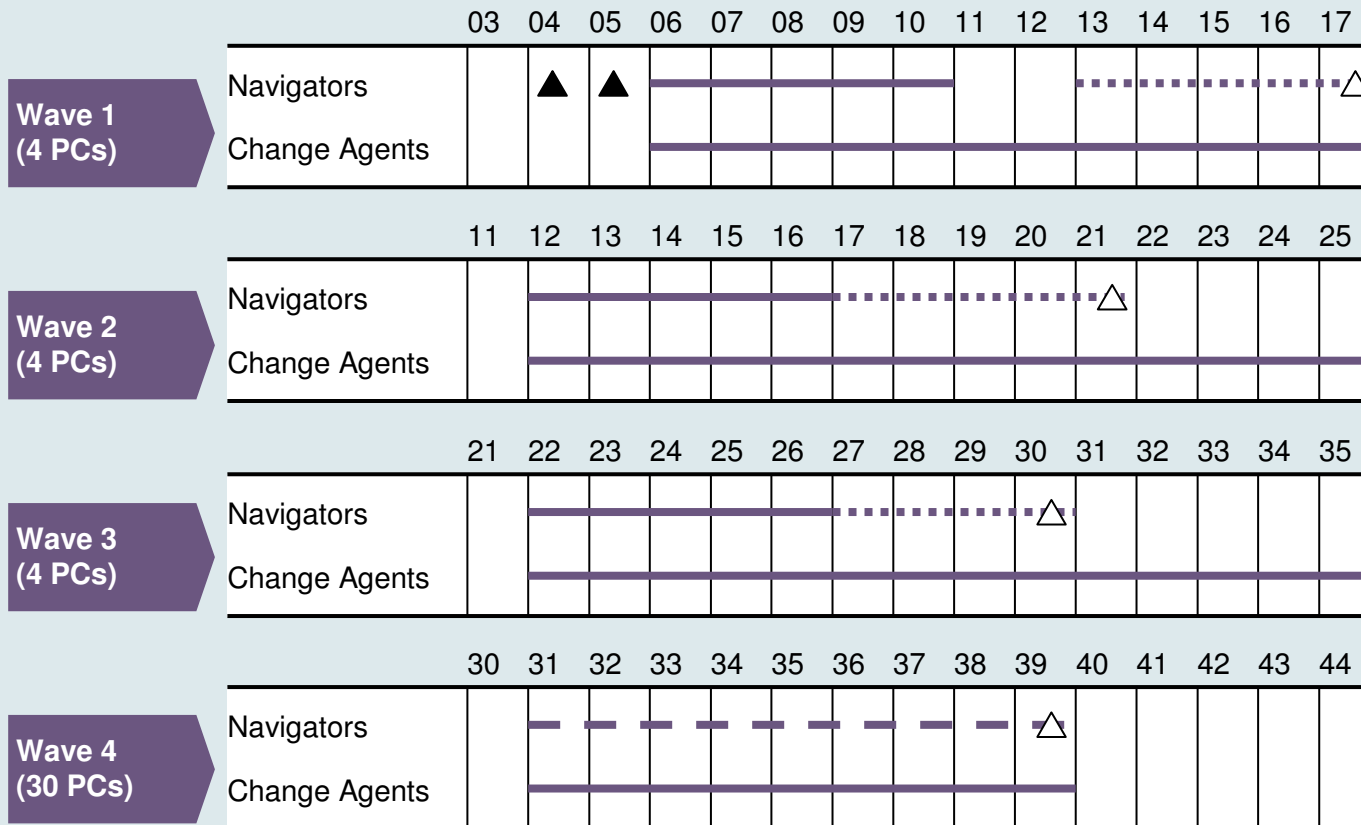 03 04 05 06 07 08 09 10 11 12 13 14 15 16 17
Wave 1
(4 PCs)
Navigators
Change Agents
11 12 13 14 15 16 17 18 19 20 21 22 23 24 25
Wave 2
(4 PCs)
Navigators
Change Agents
21 22 23 24 25 26 27 28 29 30 31 32 33 34 35
Wave 3
(4 PCs)
Navigators
Change Agents
30 31 32 33 34 35 36 37 38 39 40 41 42 43 44
Wave 4
(30 PCs)
Navigators
Change Agents